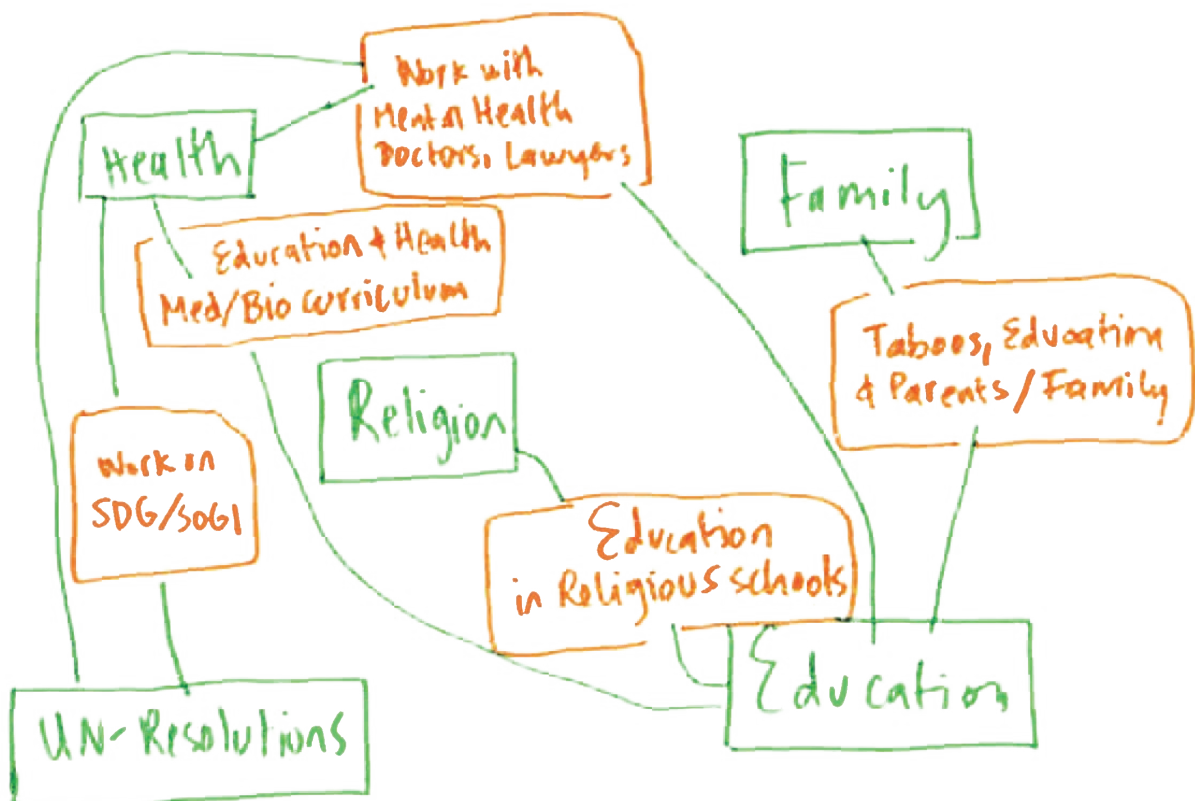 Work with
Mental Health
Doctors, Lawyers
Health
Family
Education & Health
Med/Bio curriculum
Taboos, Education
& Parents/Family
Religion
Work on
SDG/SOGI
Education
in Religious schools
Education
UN-Resolutions